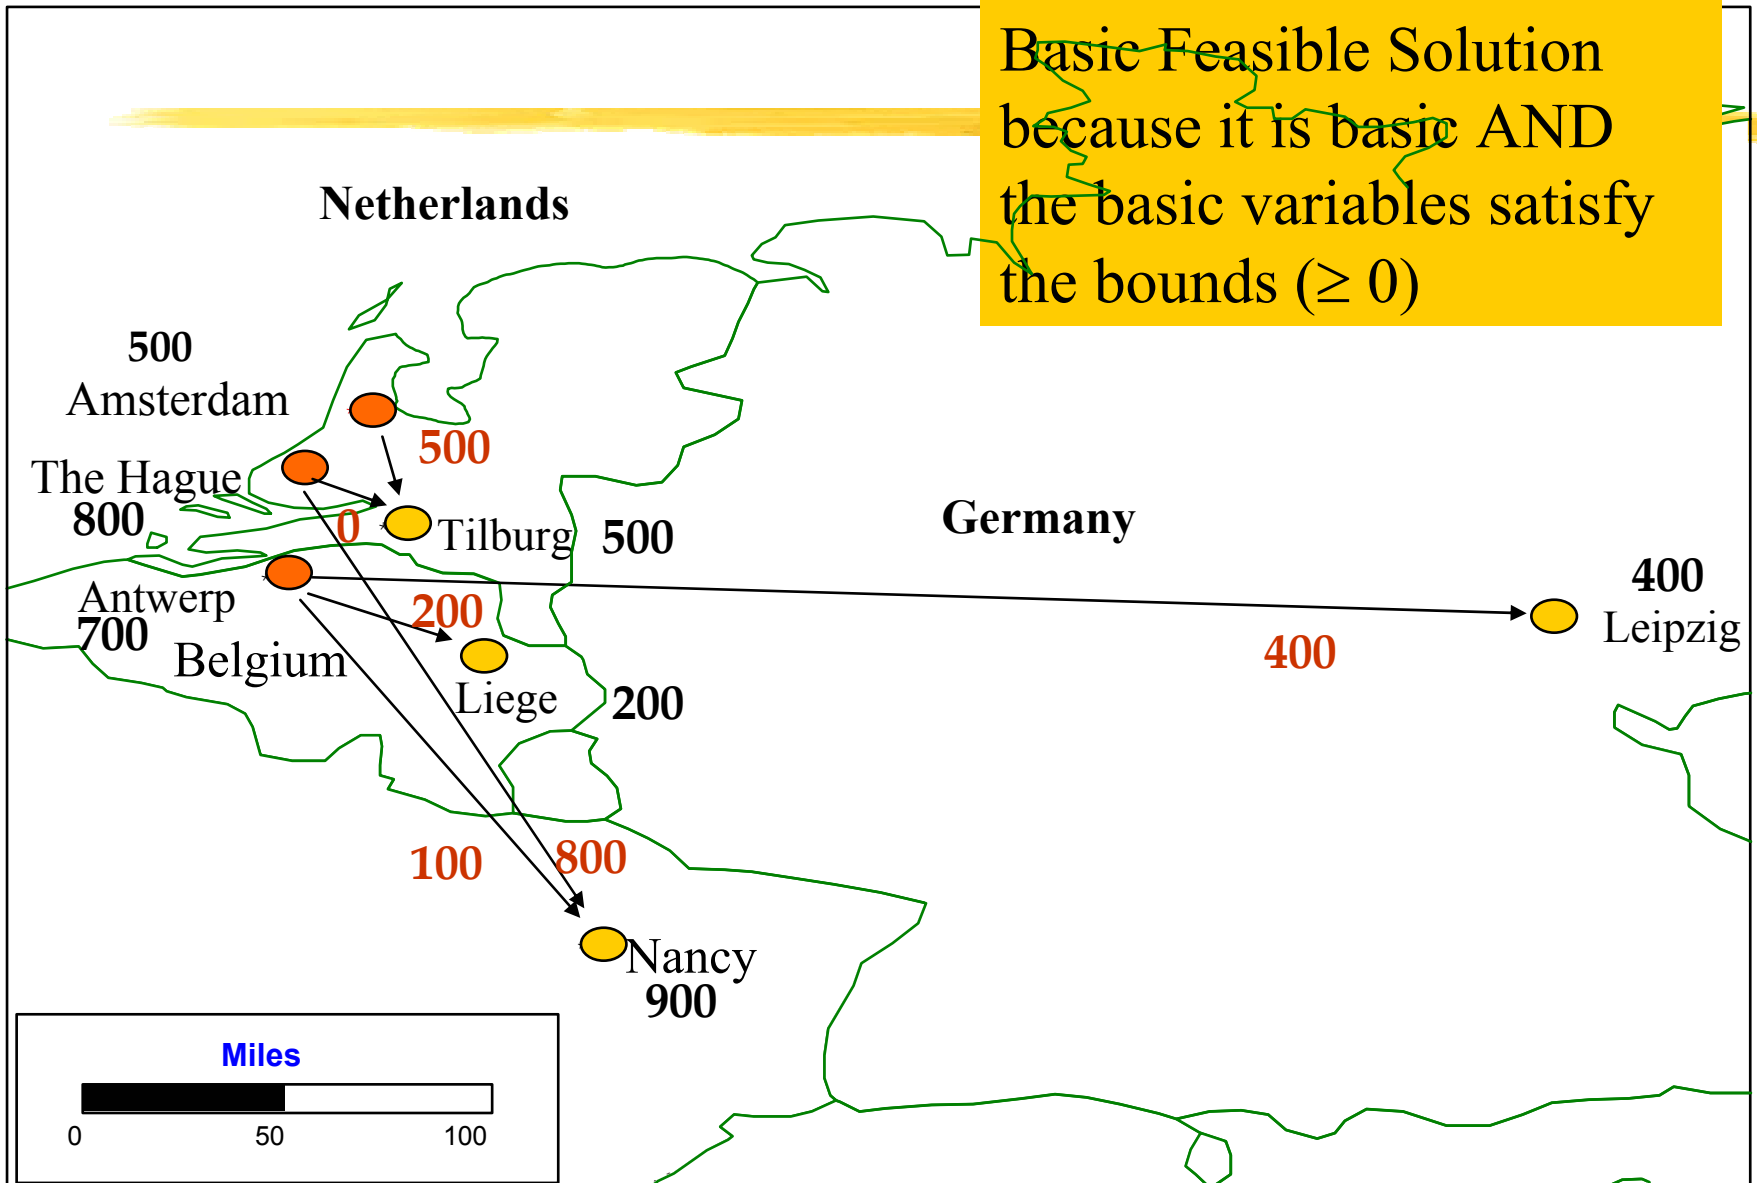 Basic Feasible Solution
because it is basic AND
the basic variables satisfy
the bounds (≥ 0)
Netherlands
500
Amsterdam
500
The Hague
800
0
Tilburg
500
Germany
Antwerp
700
200
400
Leipzig
400
Belgium
Liege
200
100
800
Nancy
900
Miles
0 50 100